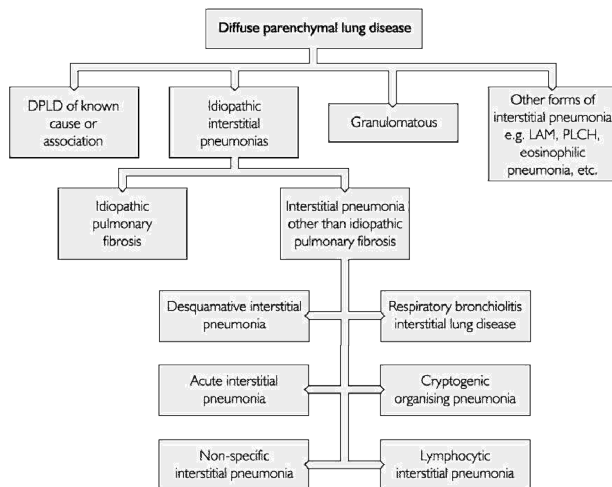 Diffuse parenchymal lung disease
DPLD of known
cause or
association
Idiopathic
interstitial
pneumonias
Granulomatous
Other forms of
interstitial pneumonia
e.g. LAM, PLCH,
eosinophilic
pneumonia, etc.
Idiopathic
pulmonary
fibrosis
Interstitial pneumonia
other than idiopathic
pulmonary fibrosis
Desquamative interstitial
pneumonia
Respiratory bronchiolitis
interstitial lung disease
Acute interstitial
pneumonia
Cryptogenic
organising pneumonia
Non-specific
interstitial pneumonia
Lymphocytic
interstitial pneumonia